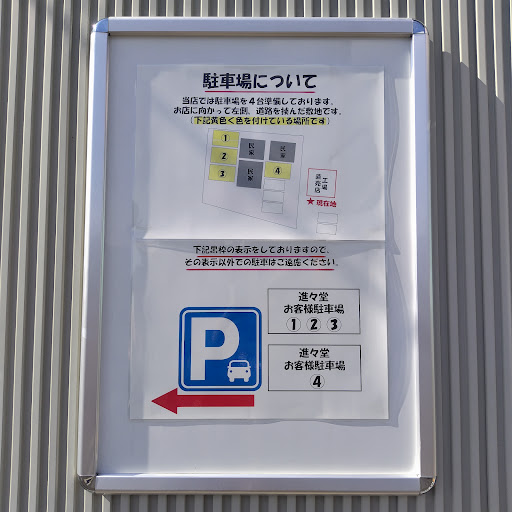 駐車場について
当店では駐車場を4台準備しております。
お店に向かって左側、道路を挟んだ敷地です。
(下記黄色く色を付けている場所です)
①
②
③
民家
民家
民家
④
工場
直売店
★現在地
下記黒枠の表示をしておりますので、
その表示以外での駐車はご遠慮ください。
P
進々堂
お客様駐車場
①②③
進々堂
お客様駐車場
④